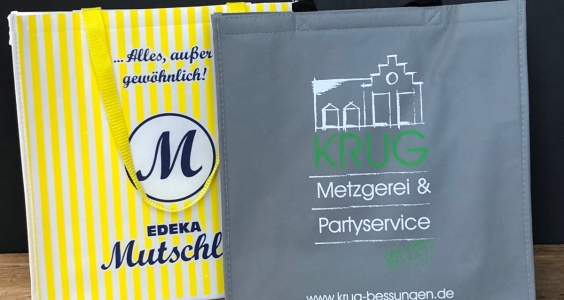 ... Alles, außer
gewöhnlich!
M
EDEKA
Mutschl
KRUG
Metzgerei &
Partyservice
www.krug-bessungen.de